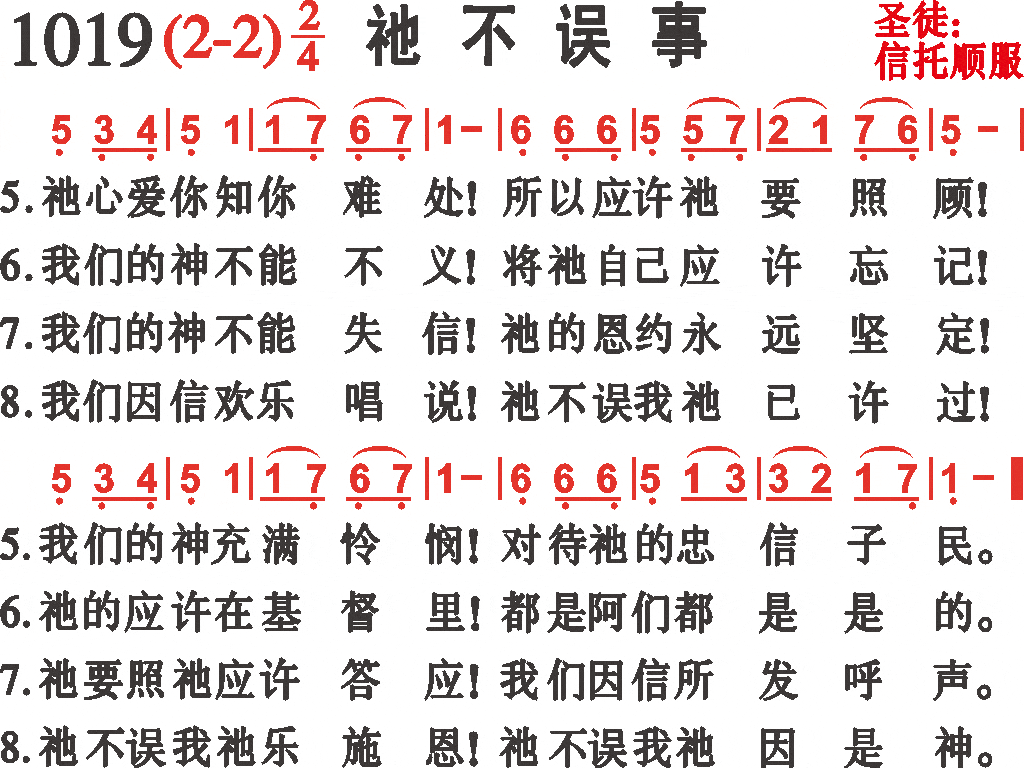 1019 (2-2) 2/4 祂不误事 圣徒:
信托顺服
5 3 4|5 1|1 7 6 7|1-|6 6 6|5 5 7|2 1 7 6|5-|
5.祂心爱你知你难处!所以应许祂要照顾!
6.我们的神不能不义!将祂自己应许忘记!
7.我们的神不能失信!祂的恩约永远坚定!
8.我们因信欢乐唱说!祂不误我祂已许过!
5 3 4|5 1|1 7 6 7|1-|6 6 6|5 1 3|3 2 1 7|1-
5.我们的神充满怜悯!对待祂的忠信子民。
6.祂的应许在基督里!都是阿们都是是的。
7.祂要照祂应许答应!我们因信所发呼声。
8.祂不误我祂乐施恩!祂不误我祂因是神。